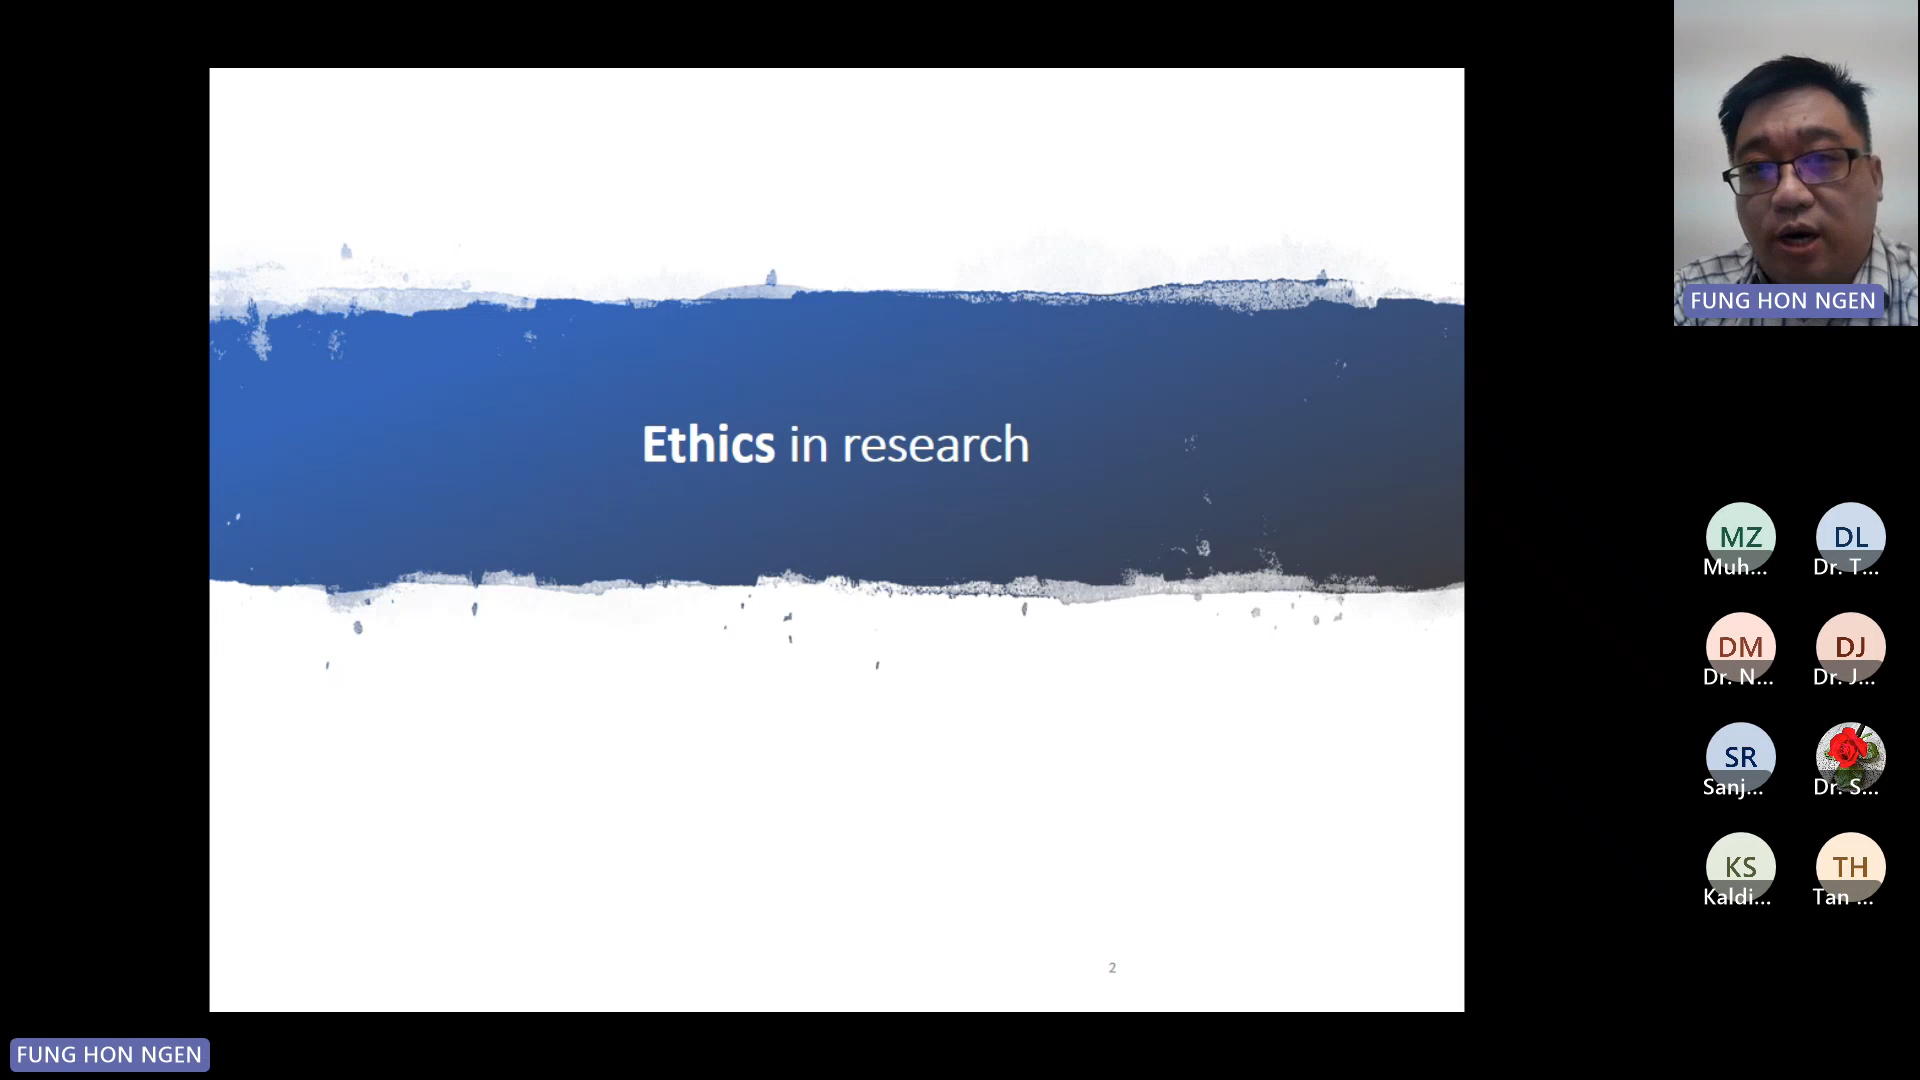 Ethics in research
2
FUNG HON NGEN
MZ
Muh...
DL
Dr. T...
DM
Dr. N...
DJ
Dr. J...
SR
Sanj...
Dr. S...
KS
Kaldi...
TH
Tan ...
FUNG HON NGEN